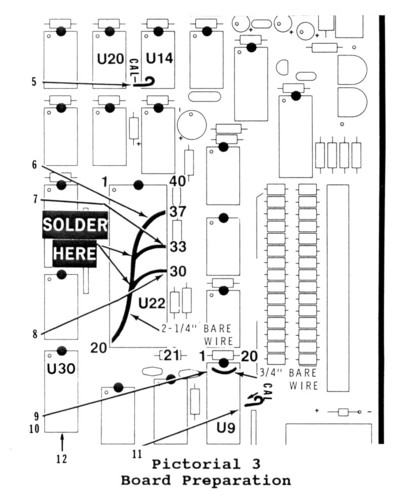 U20
U14
CAL
5
6
1
40
7
37
SOLDER
33
HERE
30
U22
8
2-1/4" BARE
WIRE
20
21
1
20
U30
3/4" BARE
WIRE
CAL
9
10
U9
11
12
Pictorial 3
Board Preparation